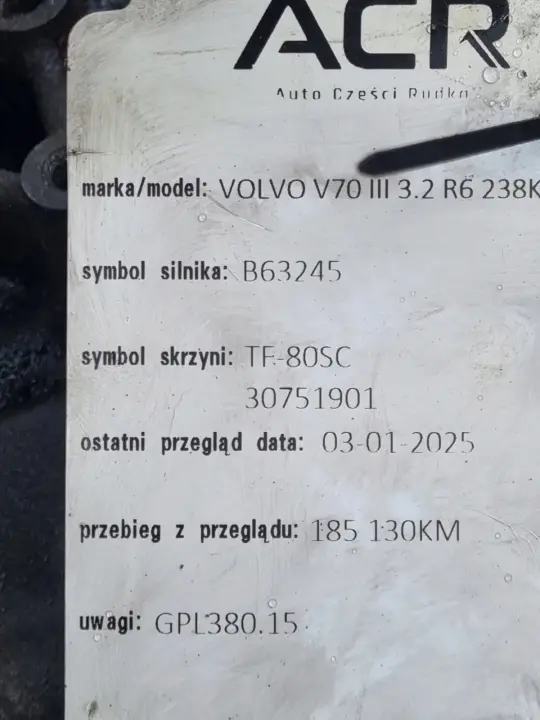 ACR
Auto Części Rudka
marka/model: VOLVO V70 III 3.2 R6 238K
symbol silnika: B63245
symbol skrzyni: TF-80SC
30751901
ostatni przegląd data: 03-01-2025
przebieg z przeglądu: 185 130KM
uwagi: GPL380.15